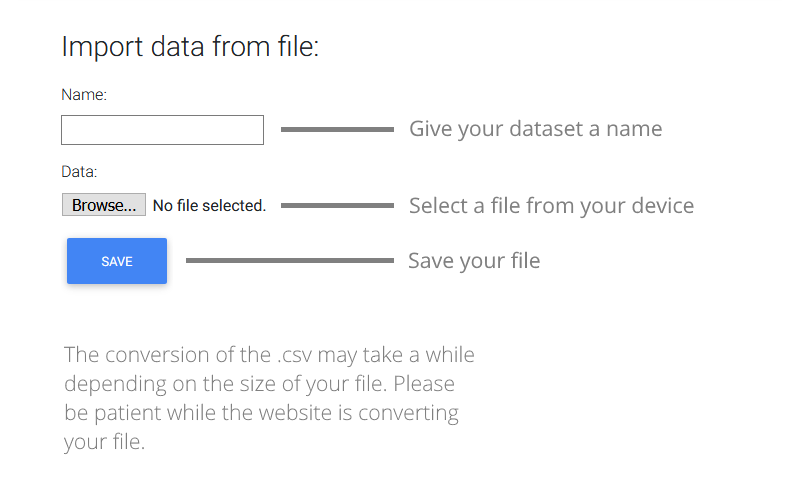 Import data from file:
Name:
Give your dataset a name
Data:
Browse... No file selected.
Select a file from your device
SAVE
Save your file
The conversion of the .csv may take a while
depending on the size of your file. Please
be patient while the website is converting
your file.